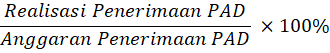 Realisasi Penerimaan PAD
Anggaran Penerimaan PAD
× 100%